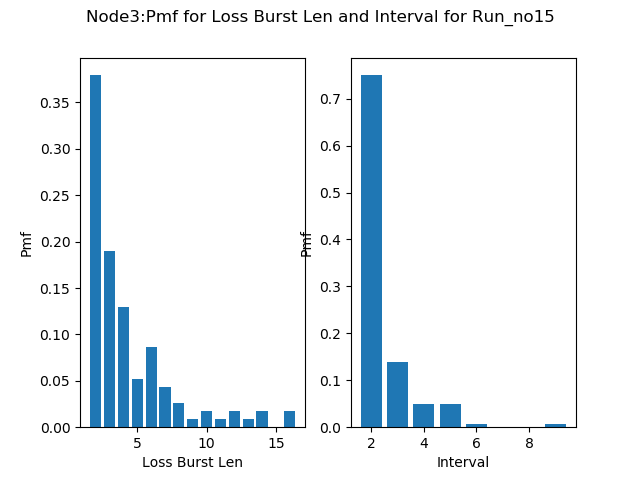 Node3:Pmf for Loss Burst Len and Interval for Run_no15
Pmf
0.35
0.30
0.25
0.20
0.15
0.10
0.05
0.00
5 10 15
Loss Burst Len
Pmf
0.7
0.6
0.5
0.4
0.3
0.2
0.1
0.0
2 4 6 8
Interval